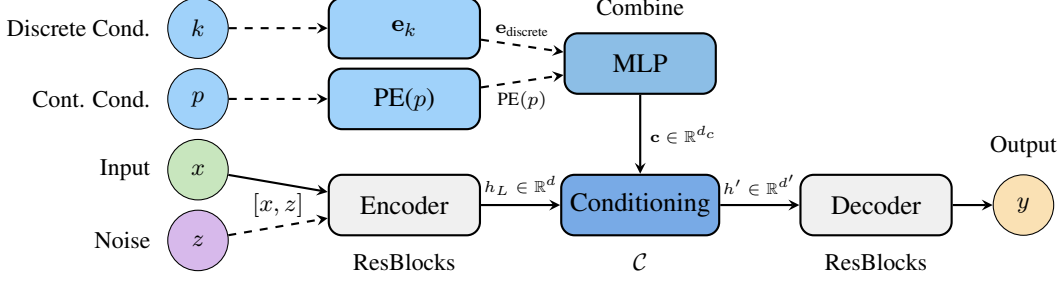 Combine
Discrete Cond.
k
e_k
e_discrete
MLP
Cont. Cond.
p
PE(p)
PE(p)
c ∈ ℝ^{d_c}
Input
x
Output
[x, z]
Encoder
h_L ∈ ℝ^d
Conditioning
h′ ∈ ℝ^{d′}
Decoder
y
Noise
z
ResBlocks
𝒞
ResBlocks